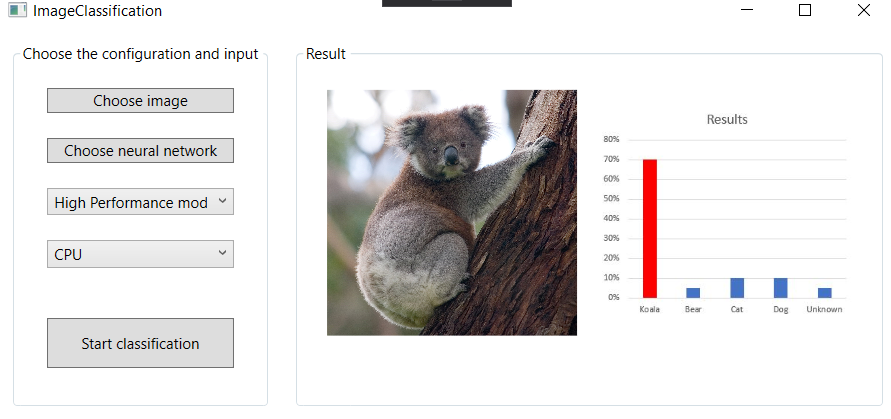 ImageClassification
Choose the configuration and input
Choose image
Choose neural network
High Performance mod
CPU
Start classification
Result
Results
80%
70%
60%
50%
40%
30%
20%
10%
0%
Koala Bear Cat Dog Unknown